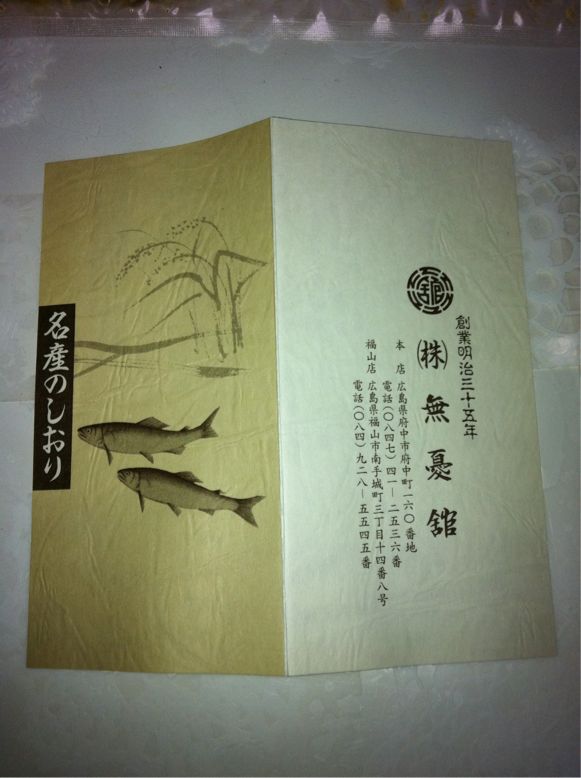 創業明治三十五年
㈱無憂舘
本店 広島県府中市府中町一六〇番地
電話(〇八四七)四一―二五三六番
福山店 広島県福山市南手城町三丁目十四番八号
電話(〇八四)九二八―五五四五番
名産のしおり